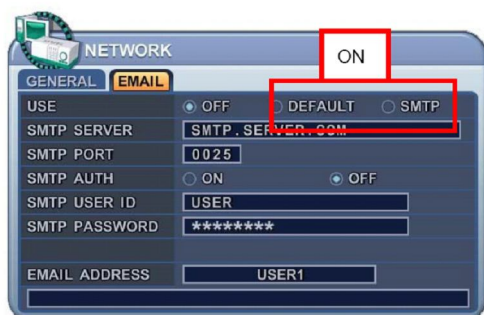 NETWORK
ON
GENERAL EMAIL
USE OFF DEFAULT SMTP
SMTP SERVER SMTP.SERVER.COM
SMTP PORT 0025
SMTP AUTH ON OFF
SMTP USER ID USER
SMTP PASSWORD ********
EMAIL ADDRESS USER1